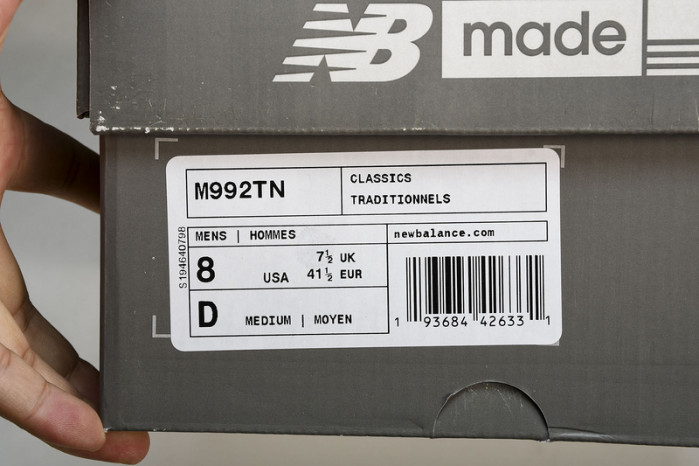 NB made
M992TN
CLASSICS
TRADITIONNELS
MENS | HOMMES
newbalance.com
8 USA 7½ UK
41½ EUR
D MEDIUM | MOYEN
S194640798
1 93684 42633 1